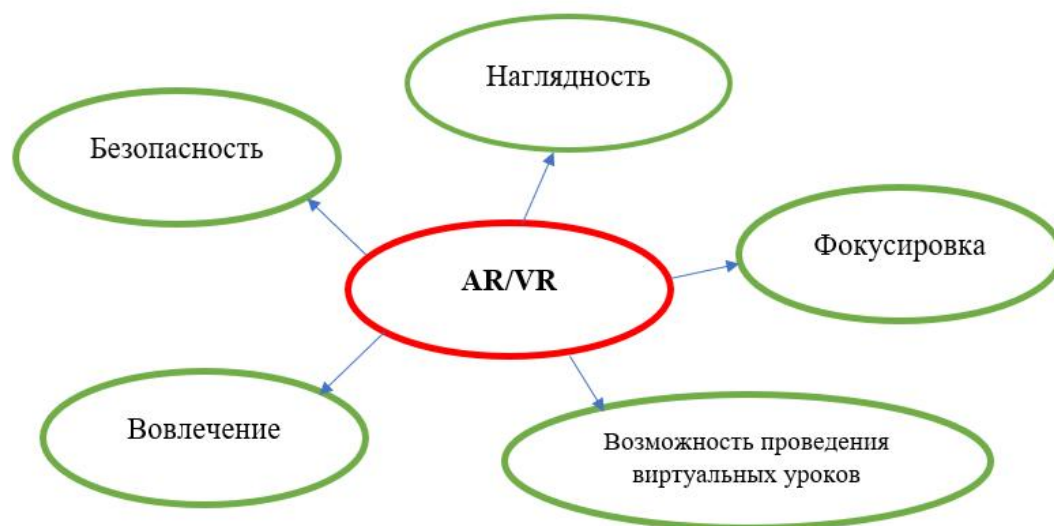 Наглядность
Безопасность
Фокусировка
AR/VR
Вовлечение
Возможность проведения
виртуальных уроков